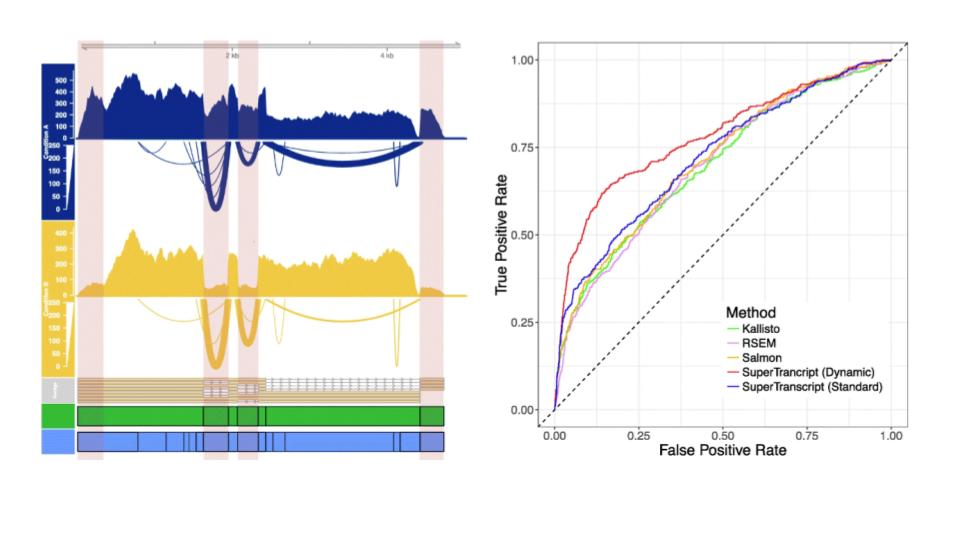 2 kb
4 kb
500
400
300
200
100
0
Condition A
250
200
150
100
50
0
400
300
200
100
0
Condition B
250
200
150
100
50
0
1.00
0.75
0.50
0.25
0.00
True Positive Rate
Method
Kallisto
RSEM
Salmon
SuperTrancript (Dynamic)
SuperTranscript (Standard)
0.00
0.25
0.50
0.75
1.00
False Positive Rate